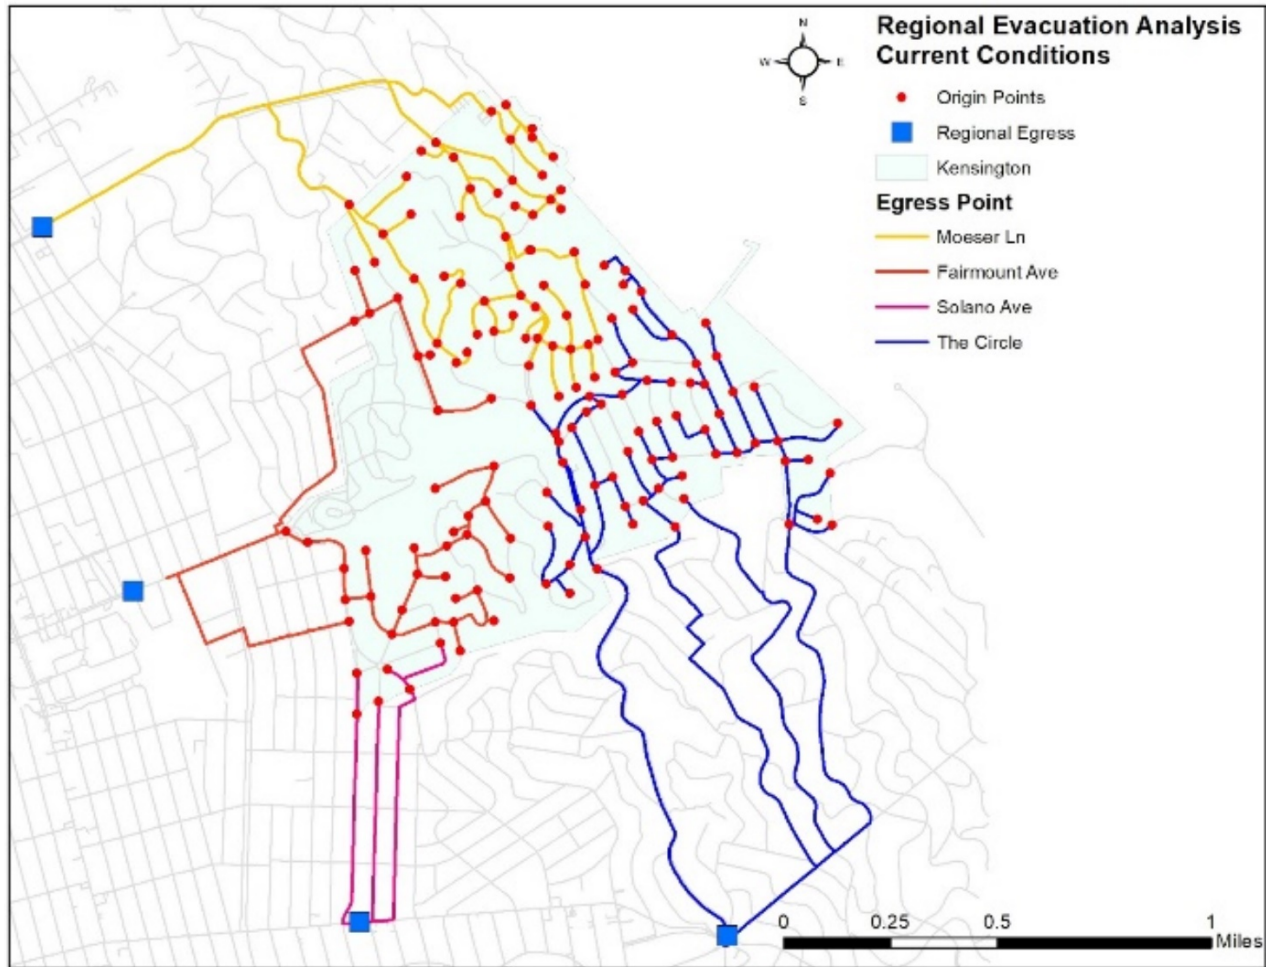 Regional Evacuation Analysis
Current Conditions
N
W E
S
Origin Points
Regional Egress
Kensington
Egress Point
Moeser Ln
Fairmount Ave
Solano Ave
The Circle
0 0.25 0.5 1
Miles